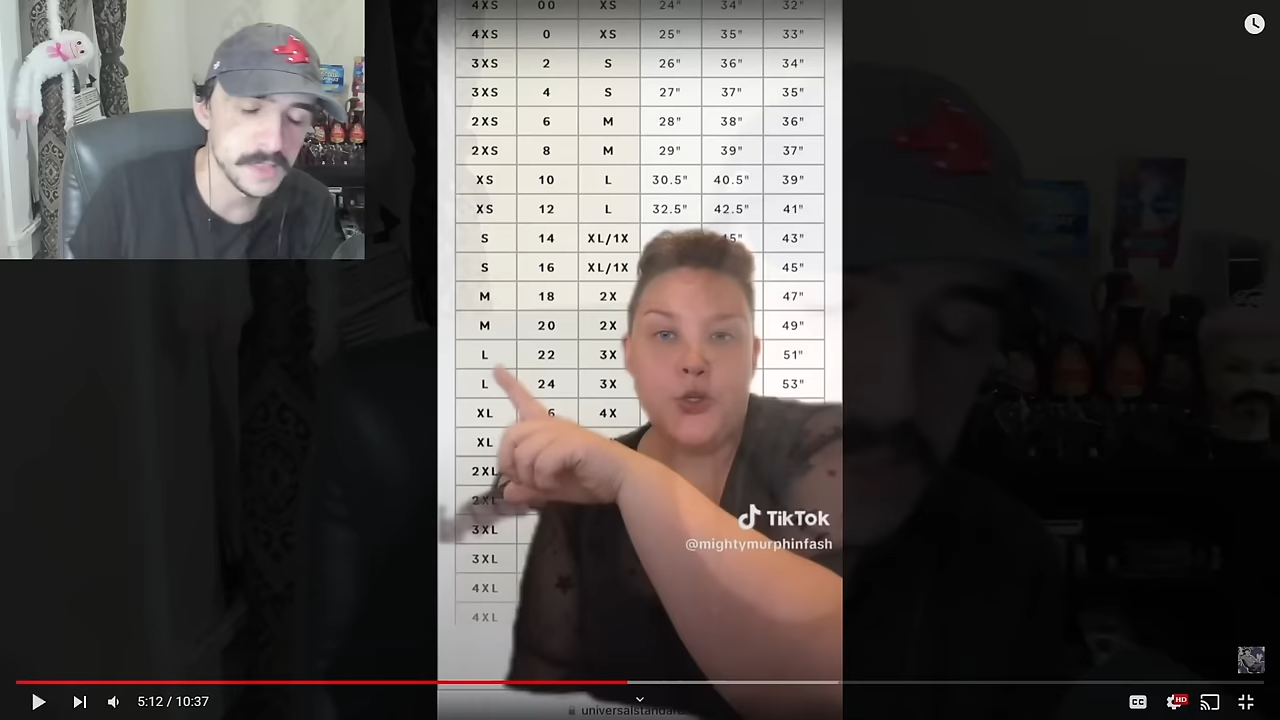 4XS 00 XS 24" 34" 32"
4XS 0 XS 25" 35" 33"
3XS 2 S 26" 36" 34"
3XS 4 S 27" 37" 35"
2XS 6 M 28" 38" 36"
2XS 8 M 29" 39" 37"
XS 10 L 30.5" 40.5" 39"
XS 12 L 32.5" 42.5" 41"
S 14 XL/1X 43"
S 16 XL/1X 45"
M 18 2X 47"
M 20 2X 49"
L 22 3X 51"
L 24 3X 53"
XL 4X
XL
2XL
2XL
3XL
3XL
4XL
4XL
TikTok
@mightymurphinfash
5:12 / 10:37
CC
HD